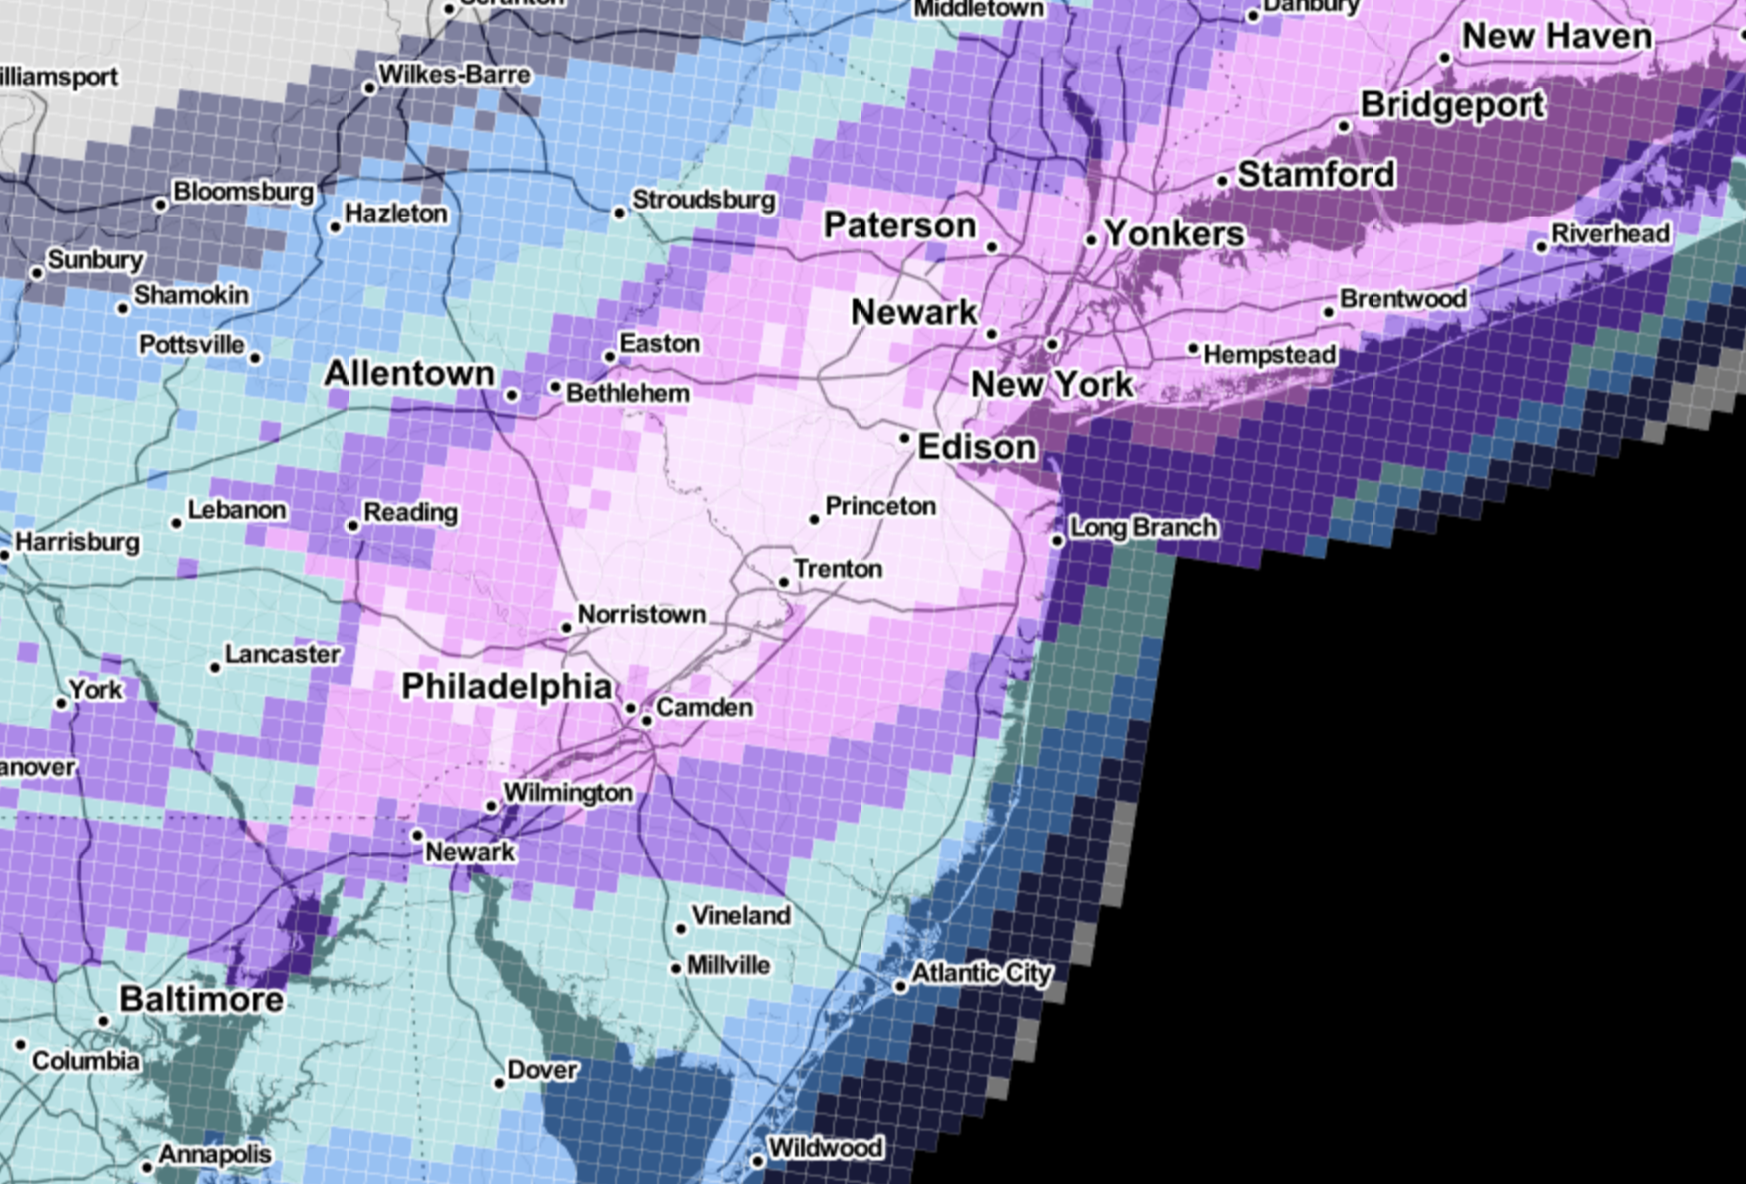 Scranton
Middletown
Danbury
New Haven
illiamsport
Wilkes-Barre
Bridgeport
Stamford
Bloomsburg
Stroudsburg
Hazleton
Paterson
Yonkers
Riverhead
Sunbury
Shamokin
Brentwood
Newark
Pottsville
Easton
Hempstead
Allentown
Bethlehem
New York
Edison
Lebanon
Reading
Princeton
Long Branch
Harrisburg
Trenton
Norristown
Lancaster
York
Philadelphia
Camden
anover
Wilmington
Newark
Vineland
Millville
Atlantic City
Baltimore
Columbia
Dover
Annapolis
Wildwood